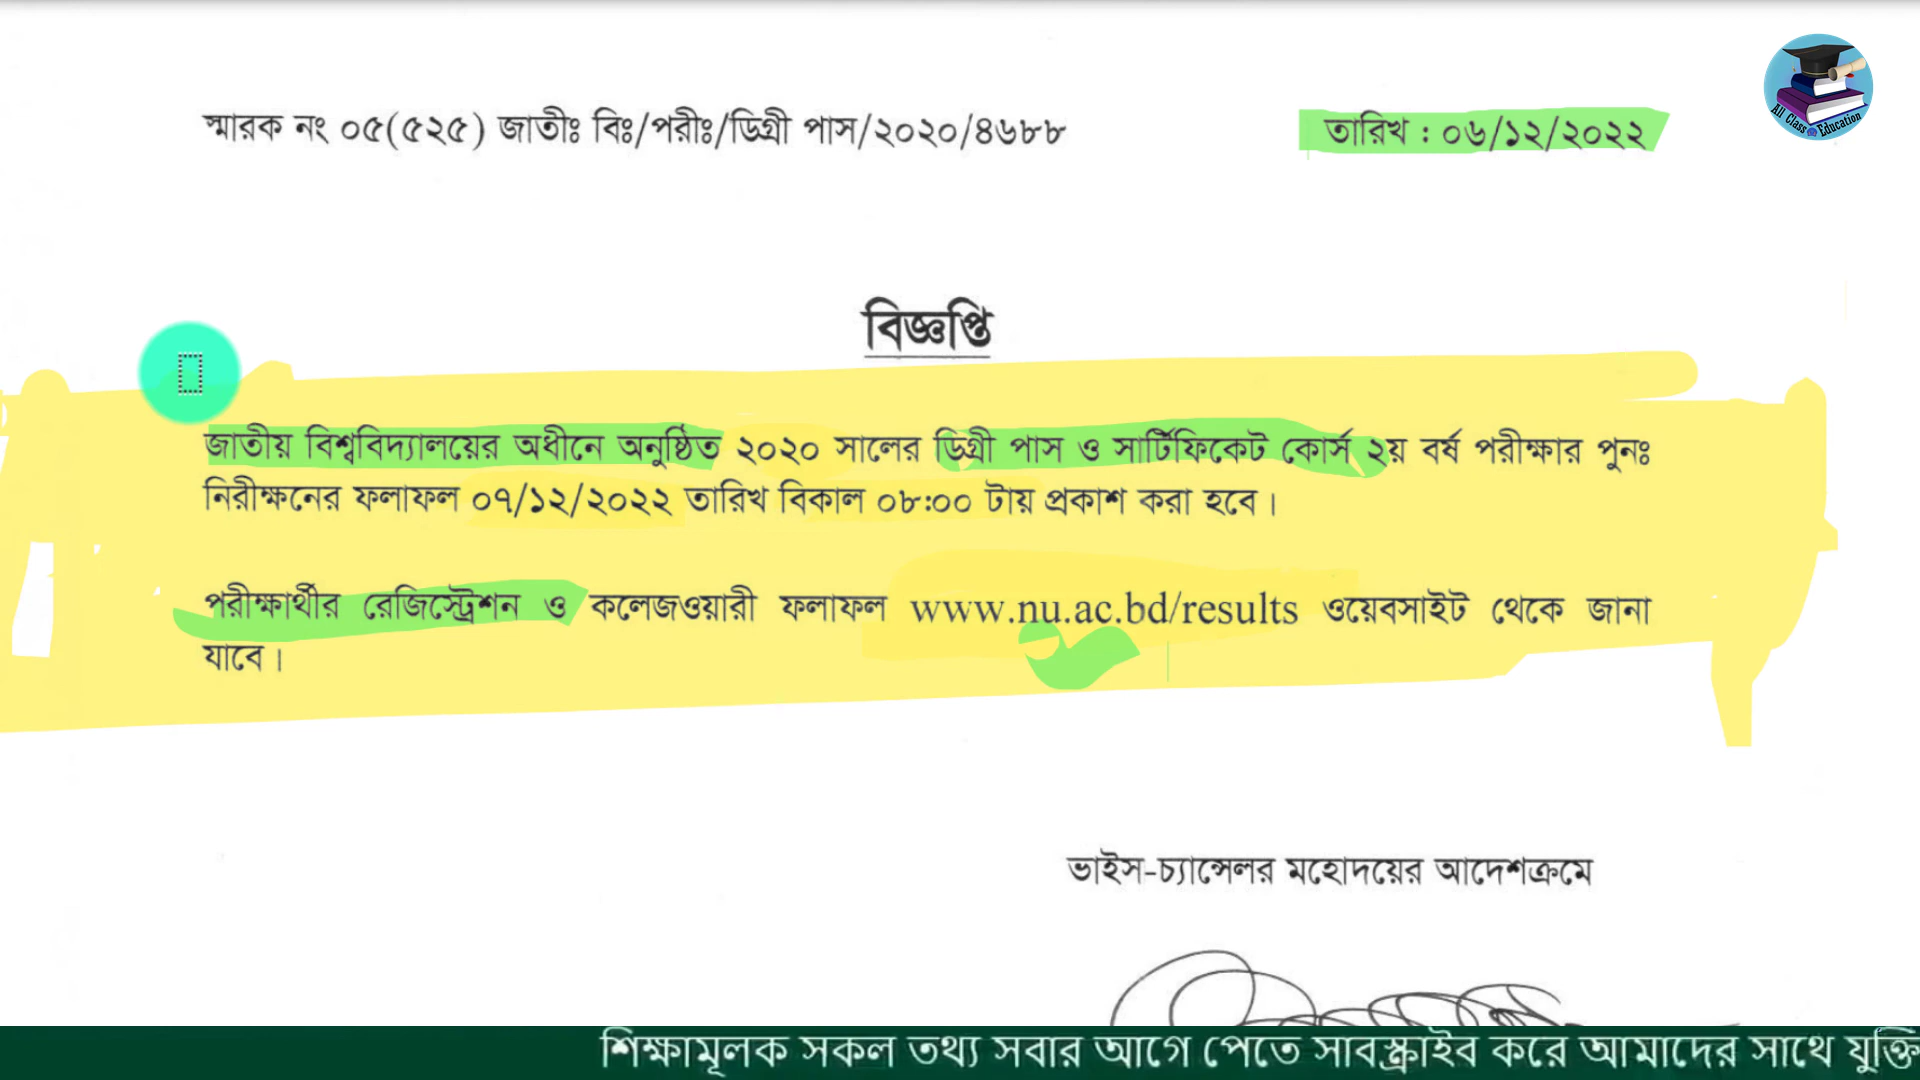 স্মারক নং ০৫(৫২৫) জাতীঃ বিঃ/পরীঃ/ডিগ্রী পাস/২০২০/৪৬৮৮
তারিখ : ০৬/১২/২০২২
All Class Education
বিজ্ঞপ্তি
জাতীয় বিশ্ববিদ্যালয়ের অধীনে অনুষ্ঠিত ২০২০ সালের ডিগ্রী পাস ও সার্টিফিকেট কোর্স ২য় বর্ষ পরীক্ষার পুনঃ
নিরীক্ষনের ফলাফল ০৭/১২/২০২২ তারিখ বিকাল ০৮:০০ টায় প্রকাশ করা হবে।
পরীক্ষার্থীর রেজিস্ট্রেশন ও কলেজওয়ারী ফলাফল www.nu.ac.bd/results ওয়েবসাইট থেকে জানা
যাবে।
ভাইস-চ্যান্সেলর মহোদয়ের আদেশক্রমে
শিক্ষামূলক সকল তথ্য সবার আগে পেতে সাবস্ক্রাইব করে আমাদের সাথে